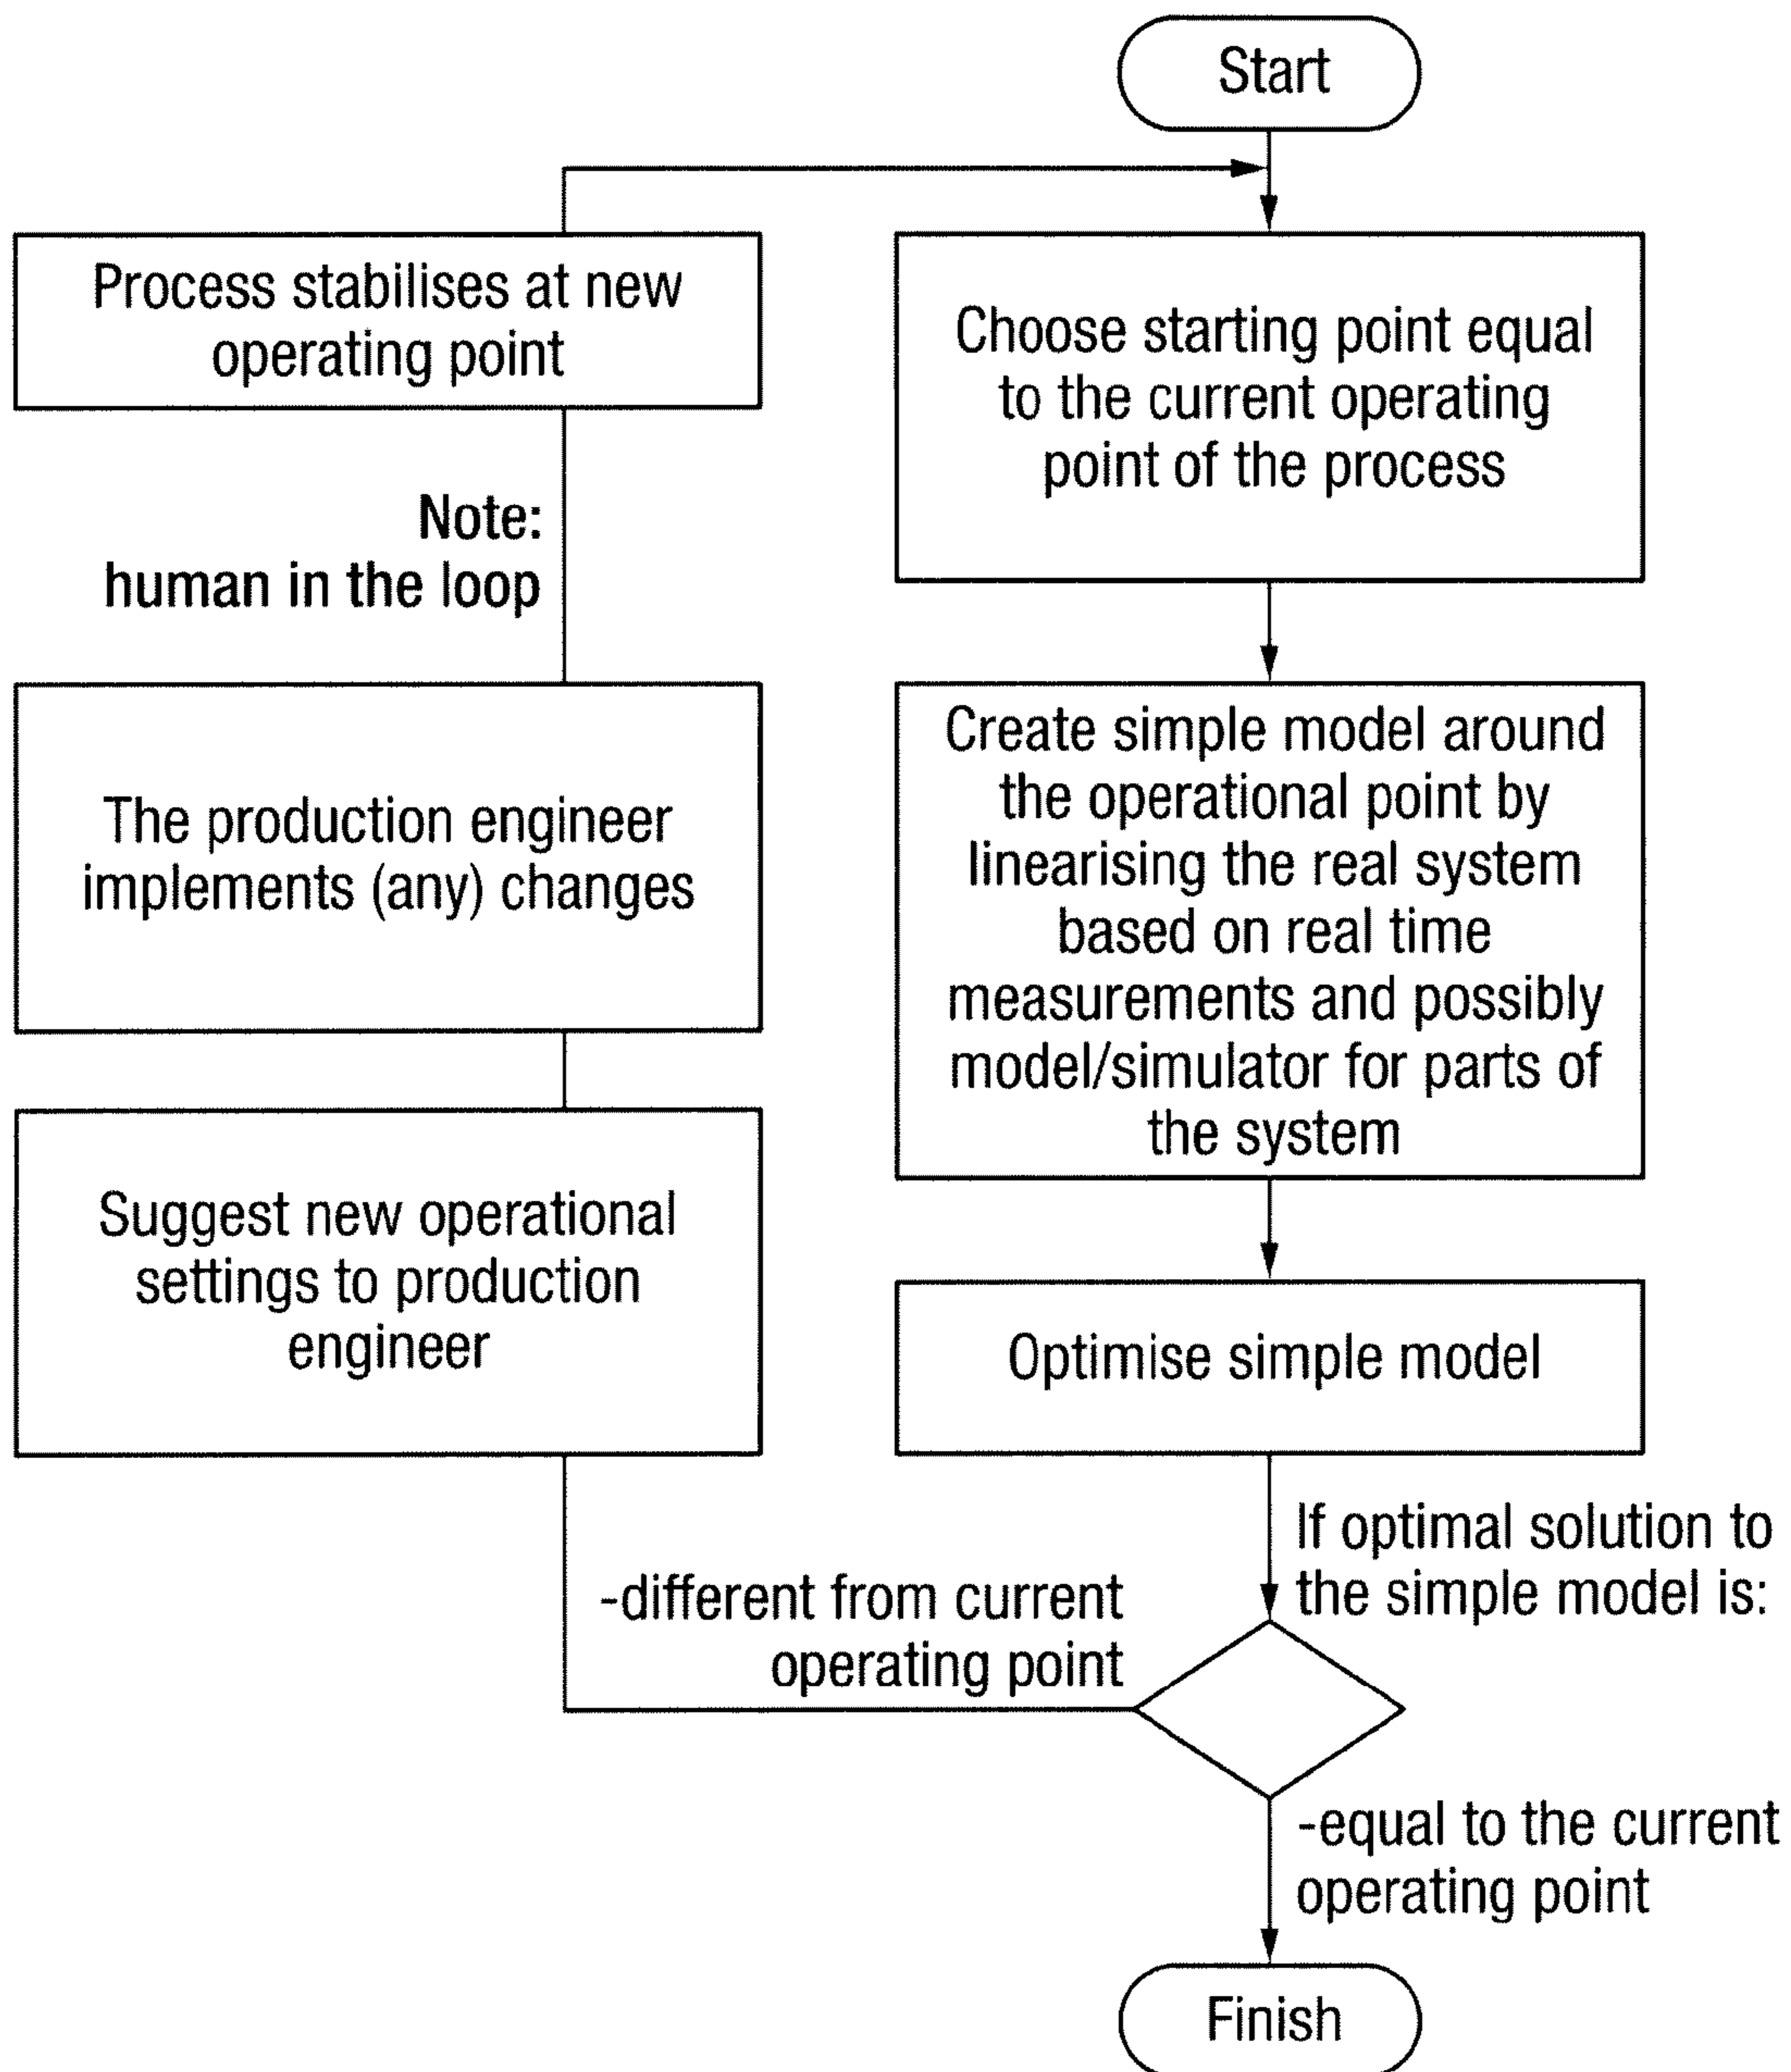 Start
Process stabilises at new
operating point
Choose starting point equal
to the current operating
point of the process
Note:
human in the loop
The production engineer
implements (any) changes
Create simple model around
the operational point by
linearising the real system
based on real time
measurements and possibly
model/simulator for parts of
the system
Suggest new operational
settings to production
engineer
Optimise simple model
If optimal solution to
the simple model is:
-different from current
operating point
-equal to the current
operating point
Finish